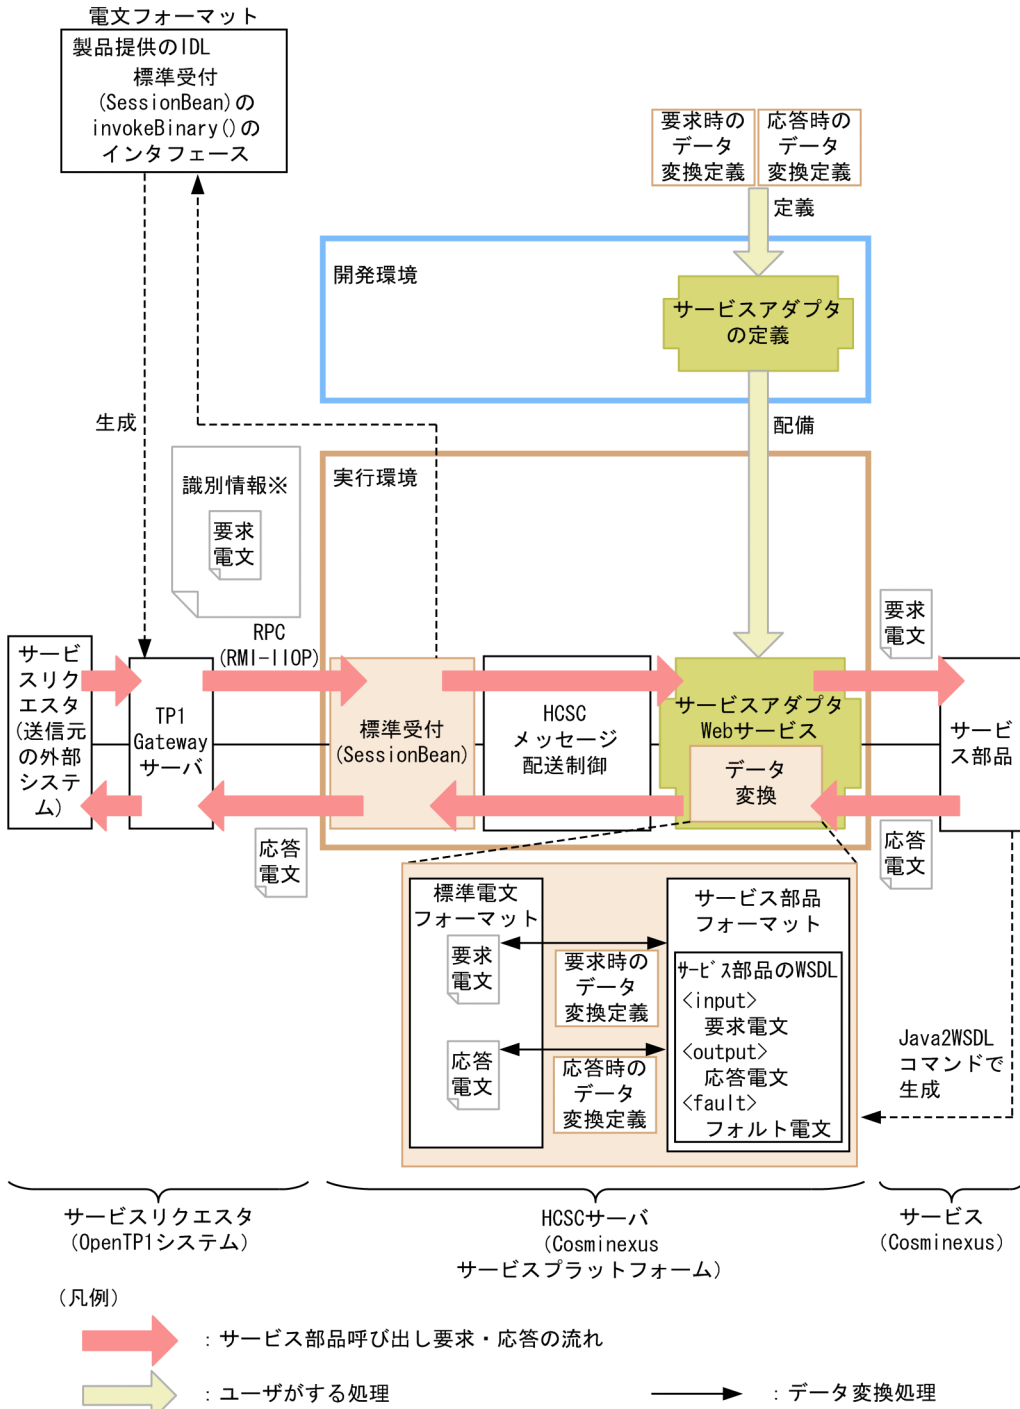 電文フォーマット
製品提供のIDL
標準受付
(SessionBean)の
invokeBinary()の
インタフェース
要求時の
データ
変換定義
応答時の
データ
変換定義
定義
開発環境
サービスアダプタ
の定義
生成
配備
実行環境
識別情報※
要求
電文
RPC
(RMI-IIOP)
要求
電文
サービ
スリク
エスタ
(送信元
の外部
システ
ム)
TP1
Gateway
サーバ
標準受付
(SessionBean)
HCSC
メッセージ
配送制御
サービスアダプタ
Webサービス
データ
変換
サービ
ス部品
応答
電文
応答
電文
標準電文
フォーマット
要求
電文
応答
電文
要求時の
データ
変換定義
応答時の
データ
変換定義
サービス部品
フォーマット
ｻｰﾋﾞｽ部品のWSDL
<input>
要求電文
<output>
応答電文
<fault>
フォルト電文
Java2WSDL
コマンドで
生成
サービスリクエスタ
(OpenTP1システム)
HCSCサーバ
(Cosminexus
サービスプラットフォーム)
サービス
(Cosminexus)
(凡例)
：サービス部品呼び出し要求・応答の流れ
：ユーザがする処理
：データ変換処理